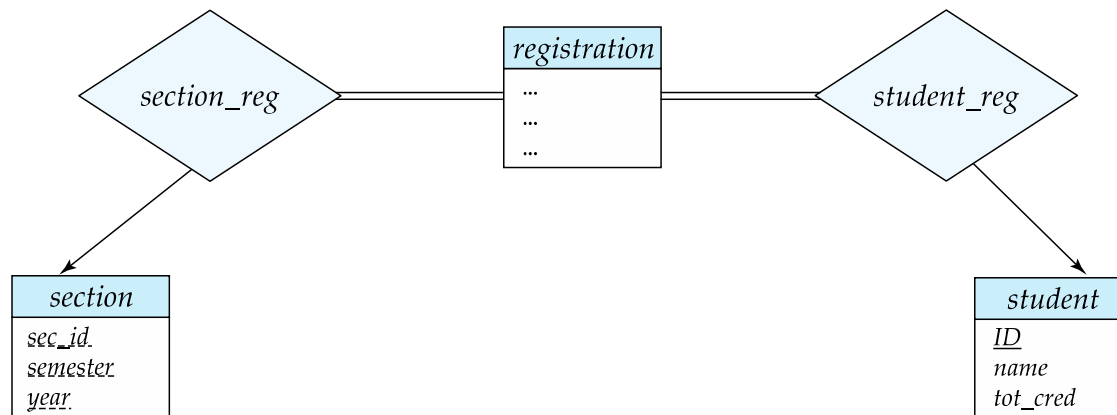 section_reg
registration
...
...
...
student_reg
section
sec_id
semester
year
student
ID
name
tot_cred